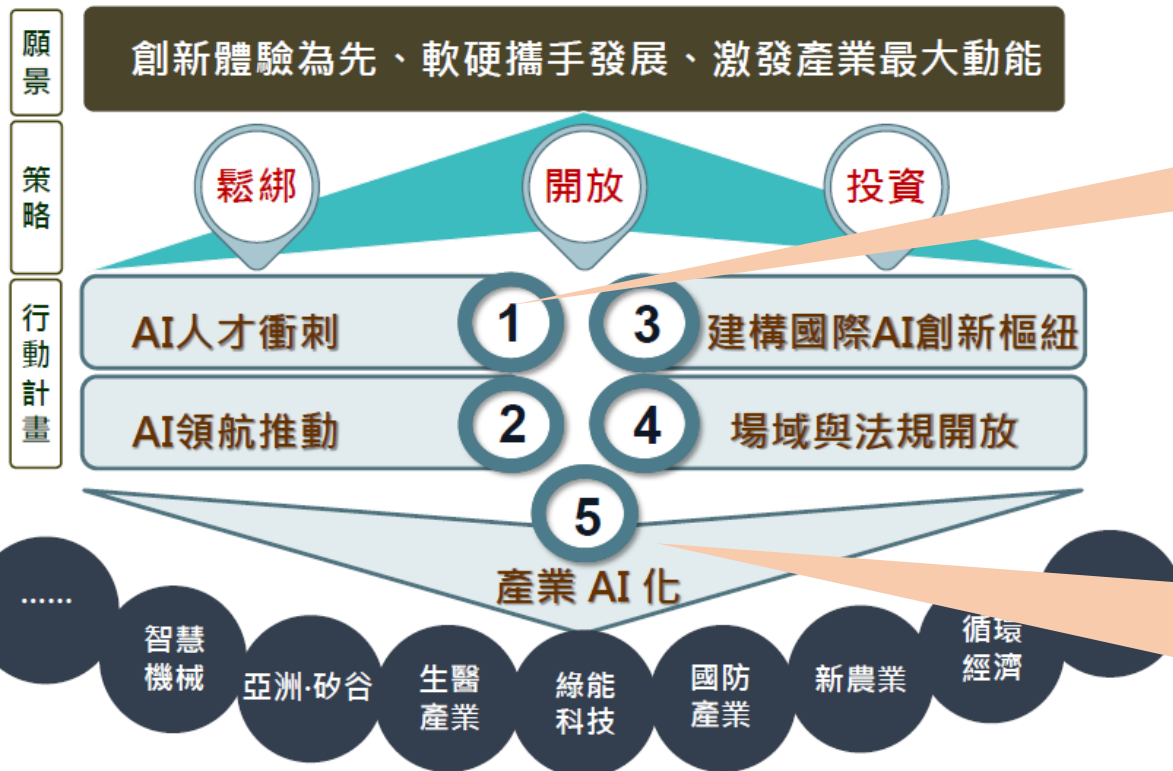 願景
創新體驗為先、軟硬攜手發展、激發產業最大動能
策略
鬆綁
開放
投資
行動計畫
AI人才衝刺
1
3
建構國際AI創新樞紐
AI領航推動
2
4
場域與法規開放
5
產業 AI 化
……
智慧
機械
亞洲·矽谷
生醫
產業
綠能
科技
國防
產業
新農業
循環
經濟